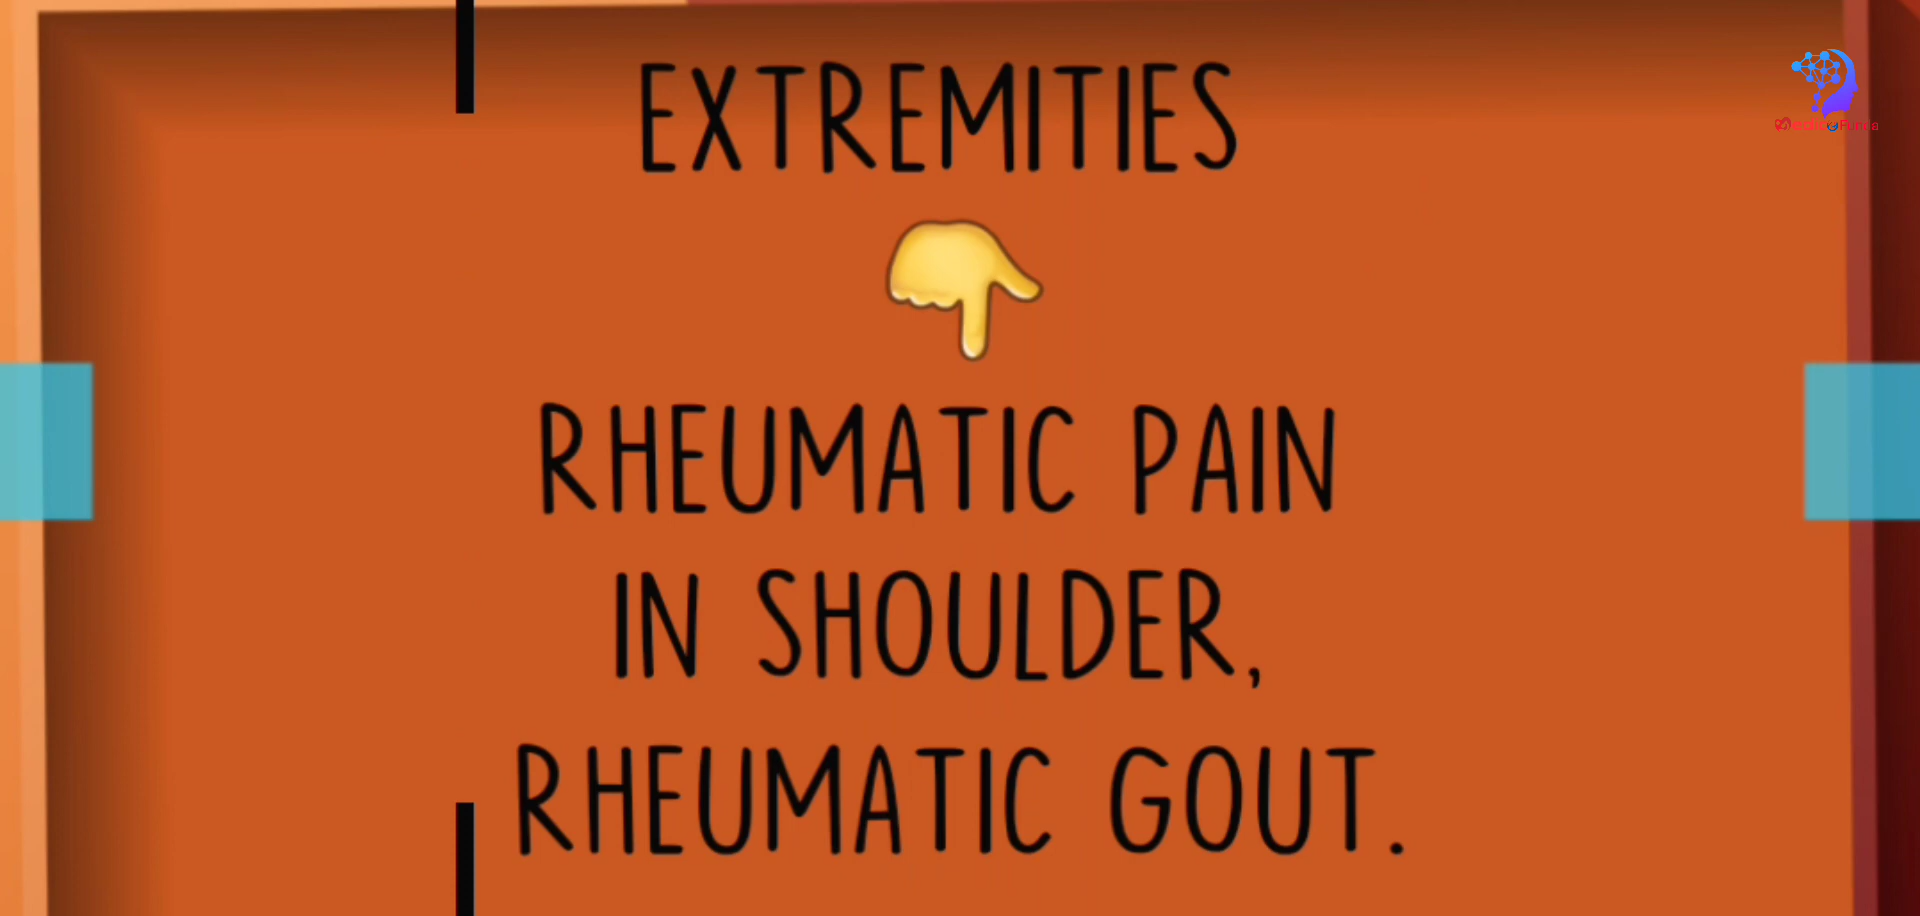 EXTREMITIES
RHEUMATIC PAIN
IN SHOULDER,
RHEUMATIC GOUT.